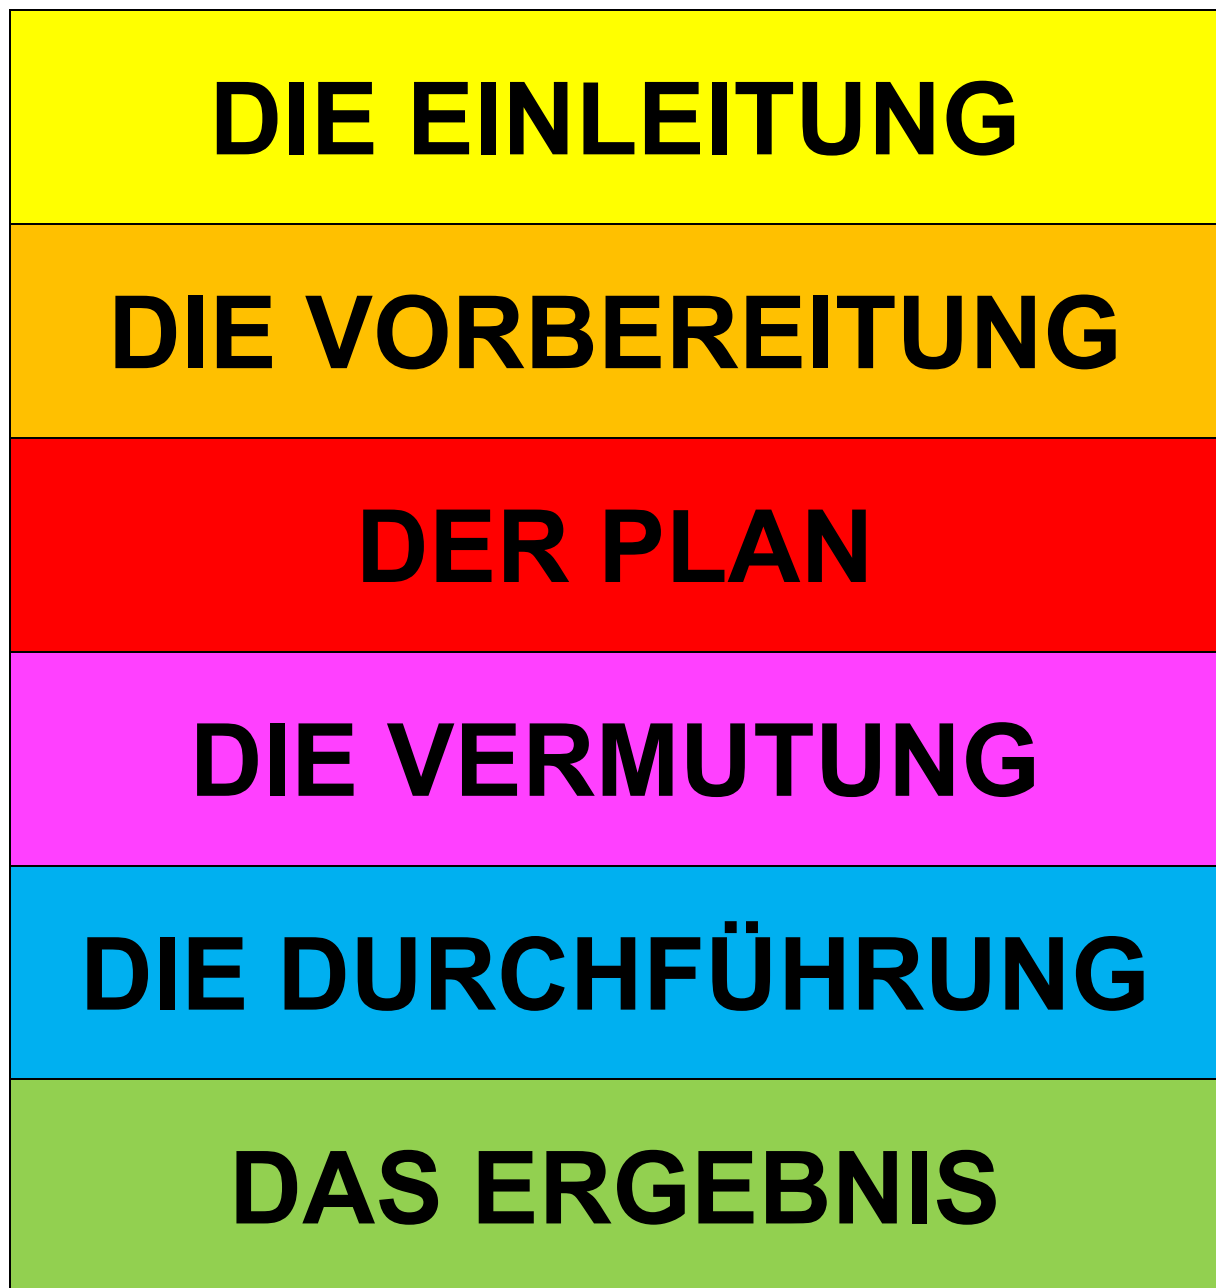 DIE EINLEITUNG
DIE VORBEREITUNG
DER PLAN
DIE VERMUTUNG
DIE DURCHFÜHRUNG
DAS ERGEBNIS